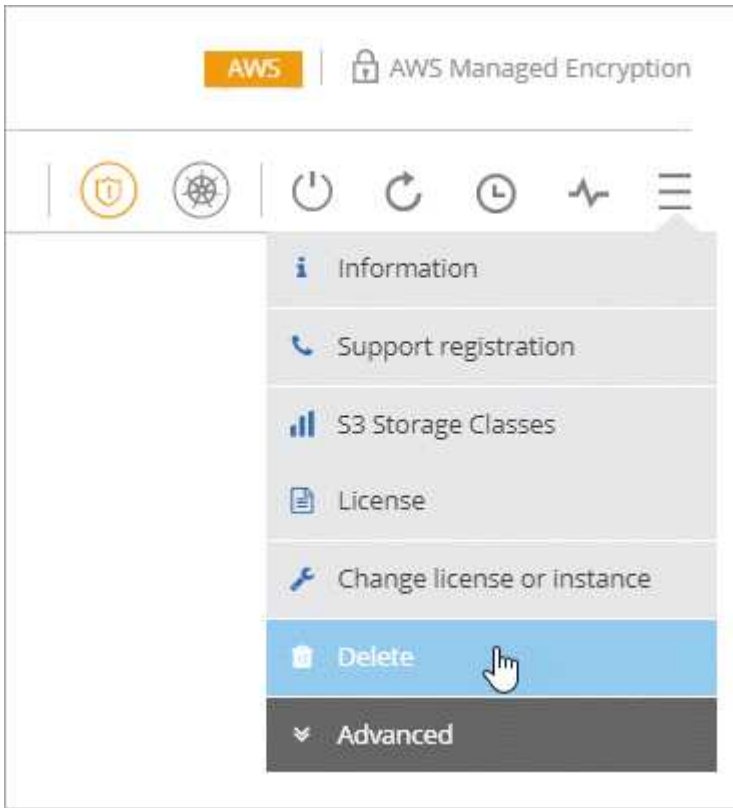 AWS
AWS Managed Encryption
Information
Support registration
S3 Storage Classes
License
Change license or instance
Delete
Advanced